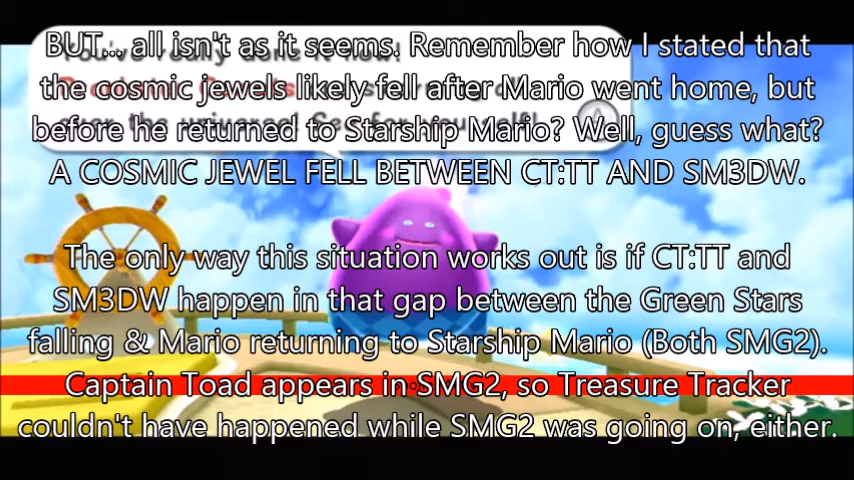 BUT... all isn't as it seems. Remember how I stated that
the cosmic jewels likely fell after Mario went home, but
before he returned to Starship Mario? Well, guess what?
A COSMIC JEWEL FELL BETWEEN CT:TT AND SM3DW.
The only way this situation works out is if CT:TT and
SM3DW happen in that gap between the Green Stars
falling & Mario returning to Starship Mario (Both SMG2).
Captain Toad appears in SMG2, so Treasure Tracker
couldn't have happened while SMG2 was going on, either.